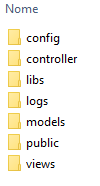 Nome
config
controller
libs
logs
models
public
views